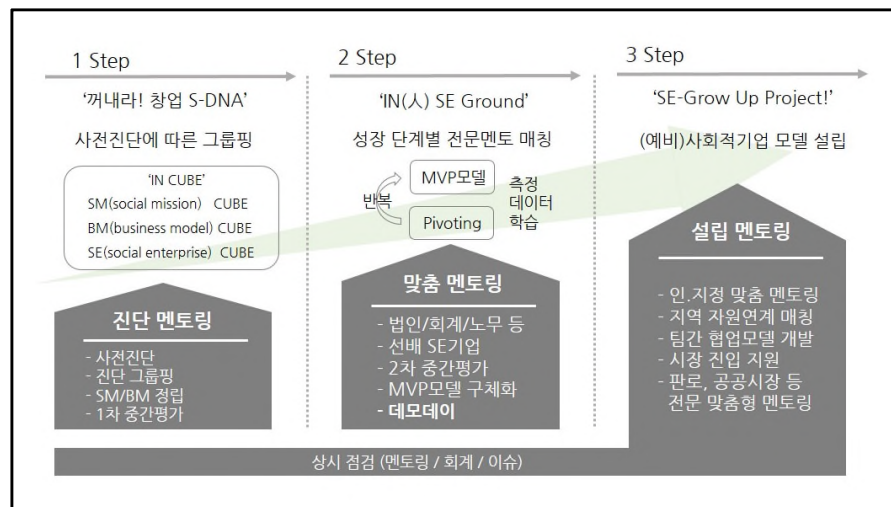 1 Step
‘꺼내라! 창업 S-DNA’
사전진단에 따른 그룹핑
‘IN CUBE’
SM(social mission) CUBE
BM(business model) CUBE
SE(social enterprise) CUBE
진단 멘토링
- 사전진단
- 진단 그룹핑
- SM/BM 정립
- 1차 중간평가
2 Step
‘IN(人) SE Ground’
성장 단계별 전문멘토 매칭
반복
MVP모델
Pivoting
측정
데이터
학습
맞춤 멘토링
- 법인/회계/노무 등
- 선배 SE기업
- 2차 중간평가
- MVP모델 구체화
- 데모데이
3 Step
‘SE-Grow Up Project!’
(예비)사회적기업 모델 설립
설립 멘토링
- 인.지정 맞춤 멘토링
- 지역 자원연계 매칭
- 팀간 협업모델 개발
- 시장 진입 지원
- 판로, 공공시장 등
전문 맞춤형 멘토링
상시 점검 (멘토링 / 회계 / 이슈)